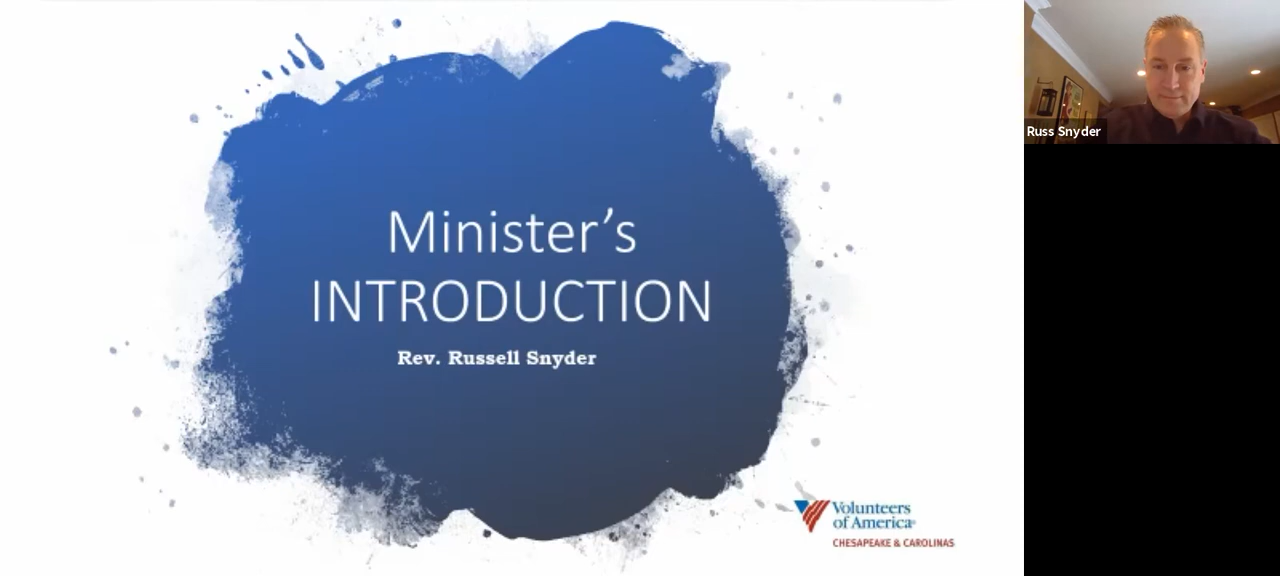 Minister’s
INTRODUCTION
Rev. Russell Snyder
Volunteers
of America®
CHESAPEAKE & CAROLINAS
Russ Snyder